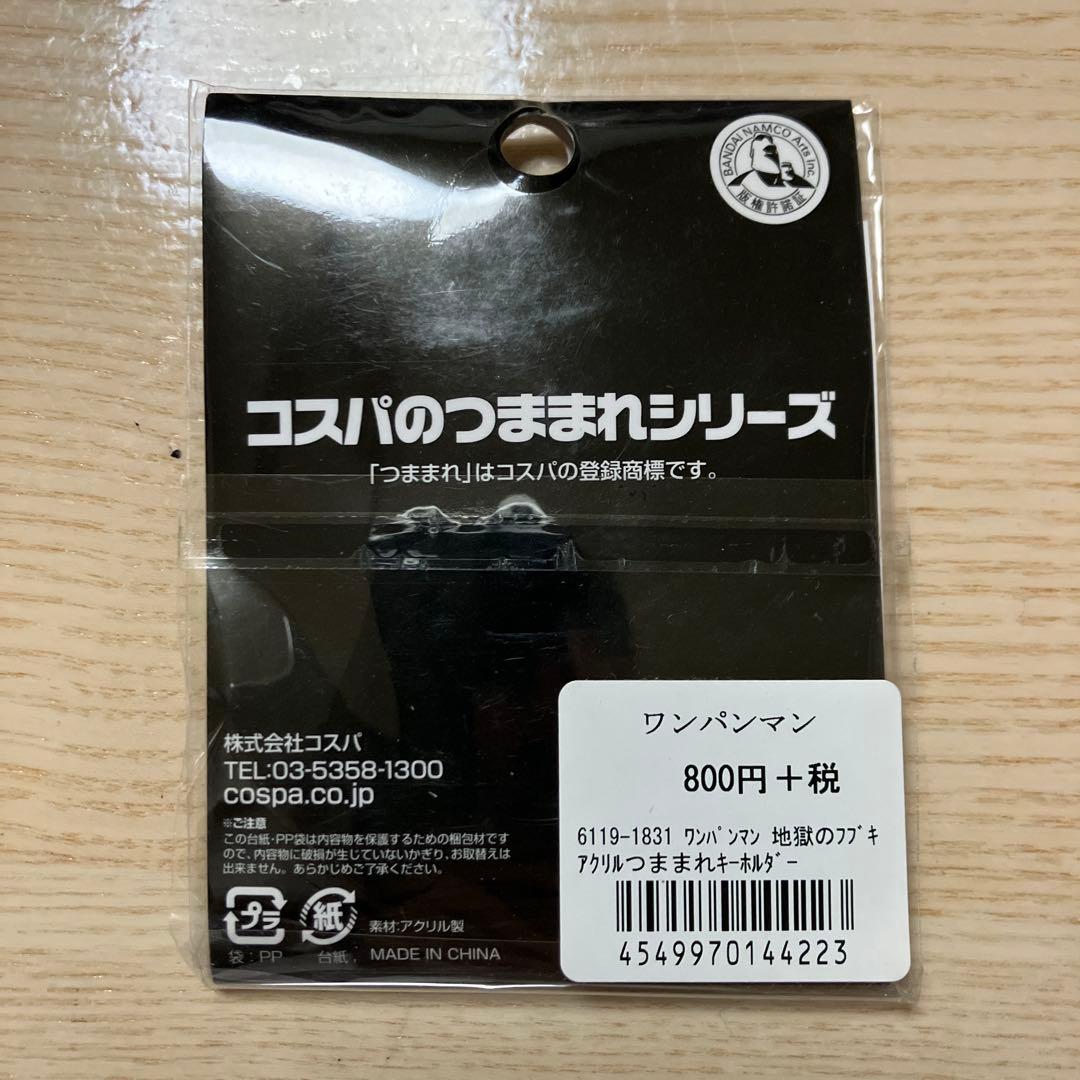 BANDAI NAMCO Arts Inc.
版権許諾証
コスパのつままれシリーズ
「つままれ」はコスパの登録商標です。
株式会社コスパ
TEL:03-5358-1300
cospa.co.jp
※ご注意
この台紙・PP袋は内容物を保護するための梱包材です
ので、内容物に破損が生じていないかぎり、お取替えは
出来ません。あらかじめご了承ください。
プラ
紙
素材:アクリル製
袋:PP
台紙
MADE IN CHINA
ワンパンマン
800円+税
6119-1831 ﾜﾝﾊﾟﾝﾏﾝ 地獄のﾌﾌﾞｷ
ｱｸﾘﾙつままれｷｰﾎﾙﾀﾞｰ
4549970144223